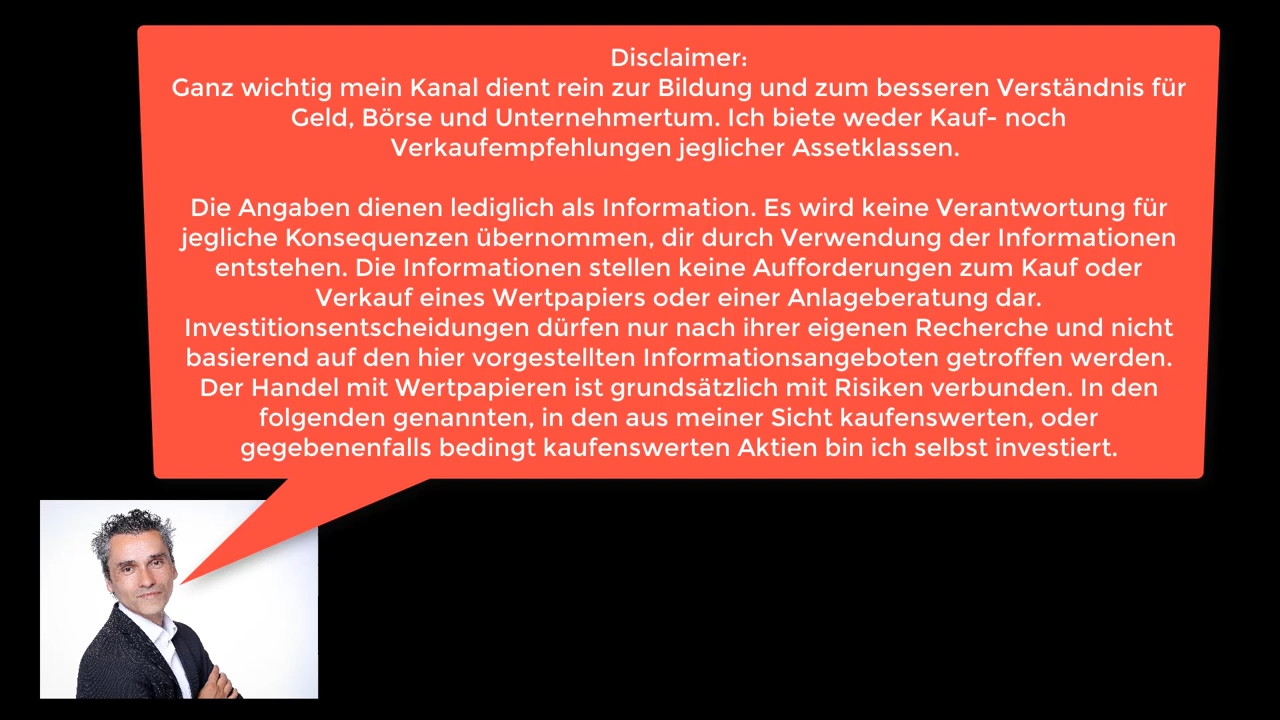 Disclaimer:
Ganz wichtig mein Kanal dient rein zur Bildung und zum besseren Verständnis für
Geld, Börse und Unternehmertum. Ich biete weder Kauf- noch
Verkaufempfehlungen jeglicher Assetklassen.
Die Angaben dienen lediglich als Information. Es wird keine Verantwortung für
jegliche Konsequenzen übernommen, dir durch Verwendung der Informationen
entstehen. Die Informationen stellen keine Aufforderungen zum Kauf oder
Verkauf eines Wertpapiers oder einer Anlageberatung dar.
Investitionsentscheidungen dürfen nur nach ihrer eigenen Recherche und nicht
basierend auf den hier vorgestellten Informationsangeboten getroffen werden.
Der Handel mit Wertpapieren ist grundsätzlich mit Risiken verbunden. In den
folgenden genannten, in den aus meiner Sicht kaufenswerten, oder
gegebenenfalls bedingt kaufenswerten Aktien bin ich selbst investiert.